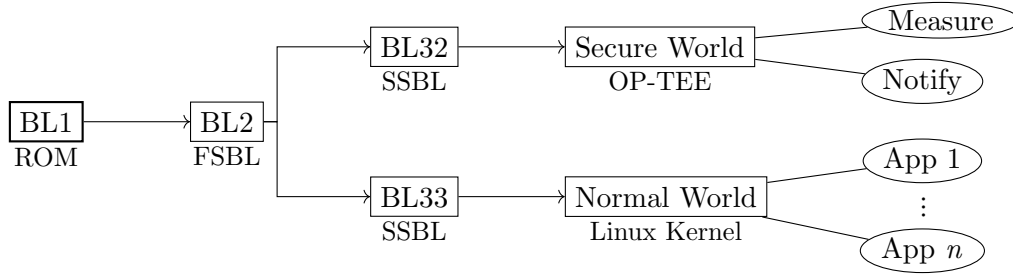 BL1
ROM
BL2
FSBL
BL32
SSBL
Secure World
OP-TEE
Measure
Notify
BL33
SSBL
Normal World
Linux Kernel
App 1
⋮
App n